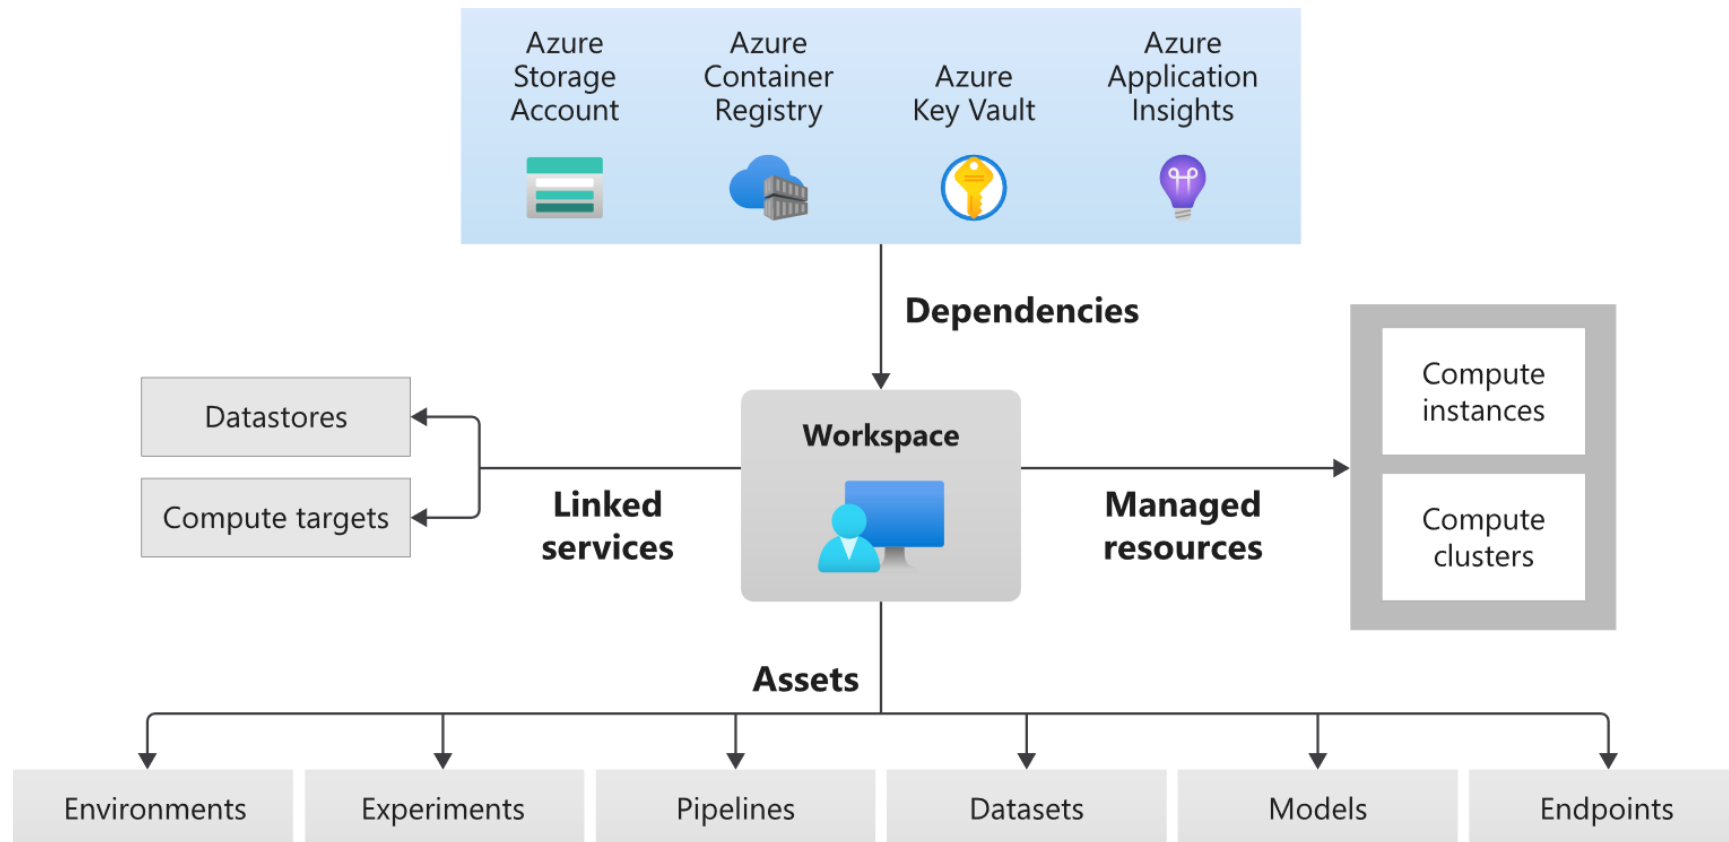 Azure
Storage
Account
Azure
Container
Registry
Azure
Key Vault
Azure
Application
Insights
Dependencies
Datastores
Compute targets
Linked
services
Workspace
Managed
resources
Compute
instances
Compute
clusters
Assets
Environments
Experiments
Pipelines
Datasets
Models
Endpoints